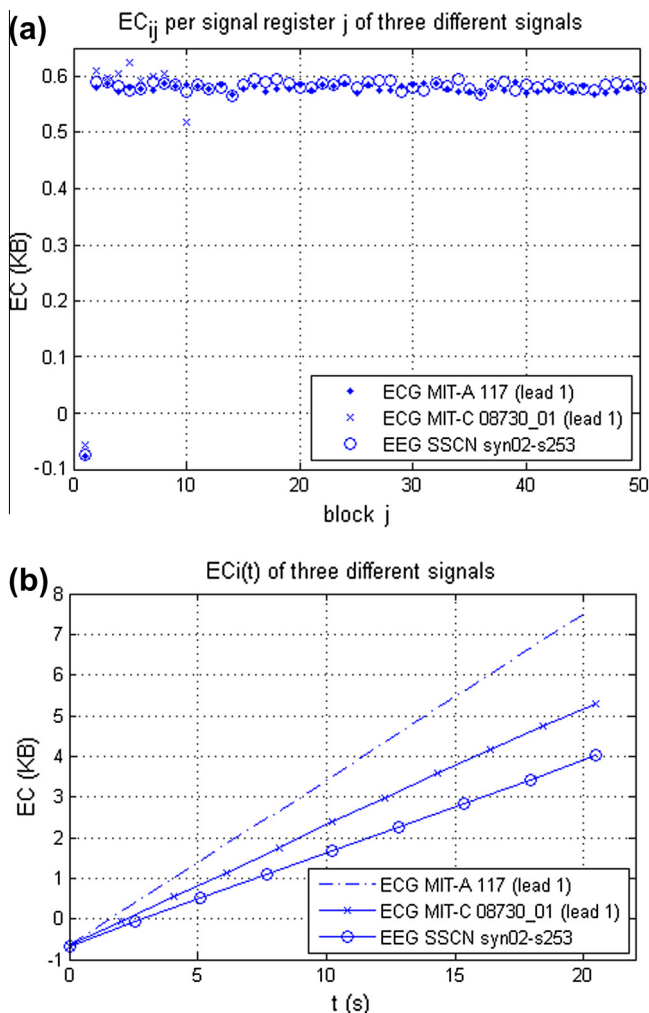 (a)
EC_ij per signal register j of three different signals
0.6
0.5
0.4
0.3
0.2
0.1
0
-0.1
EC (KB)
ECG MIT-A 117 (lead 1)
ECG MIT-C 08730_01 (lead 1)
EEG SSCN syn02-s253
0 10 20 30 40 50
block j
(b)
ECi(t) of three different signals
8
7
6
5
4
3
2
1
0
-1
EC (KB)
ECG MIT-A 117 (lead 1)
ECG MIT-C 08730_01 (lead 1)
EEG SSCN syn02-s253
0 5 10 15 20
t (s)